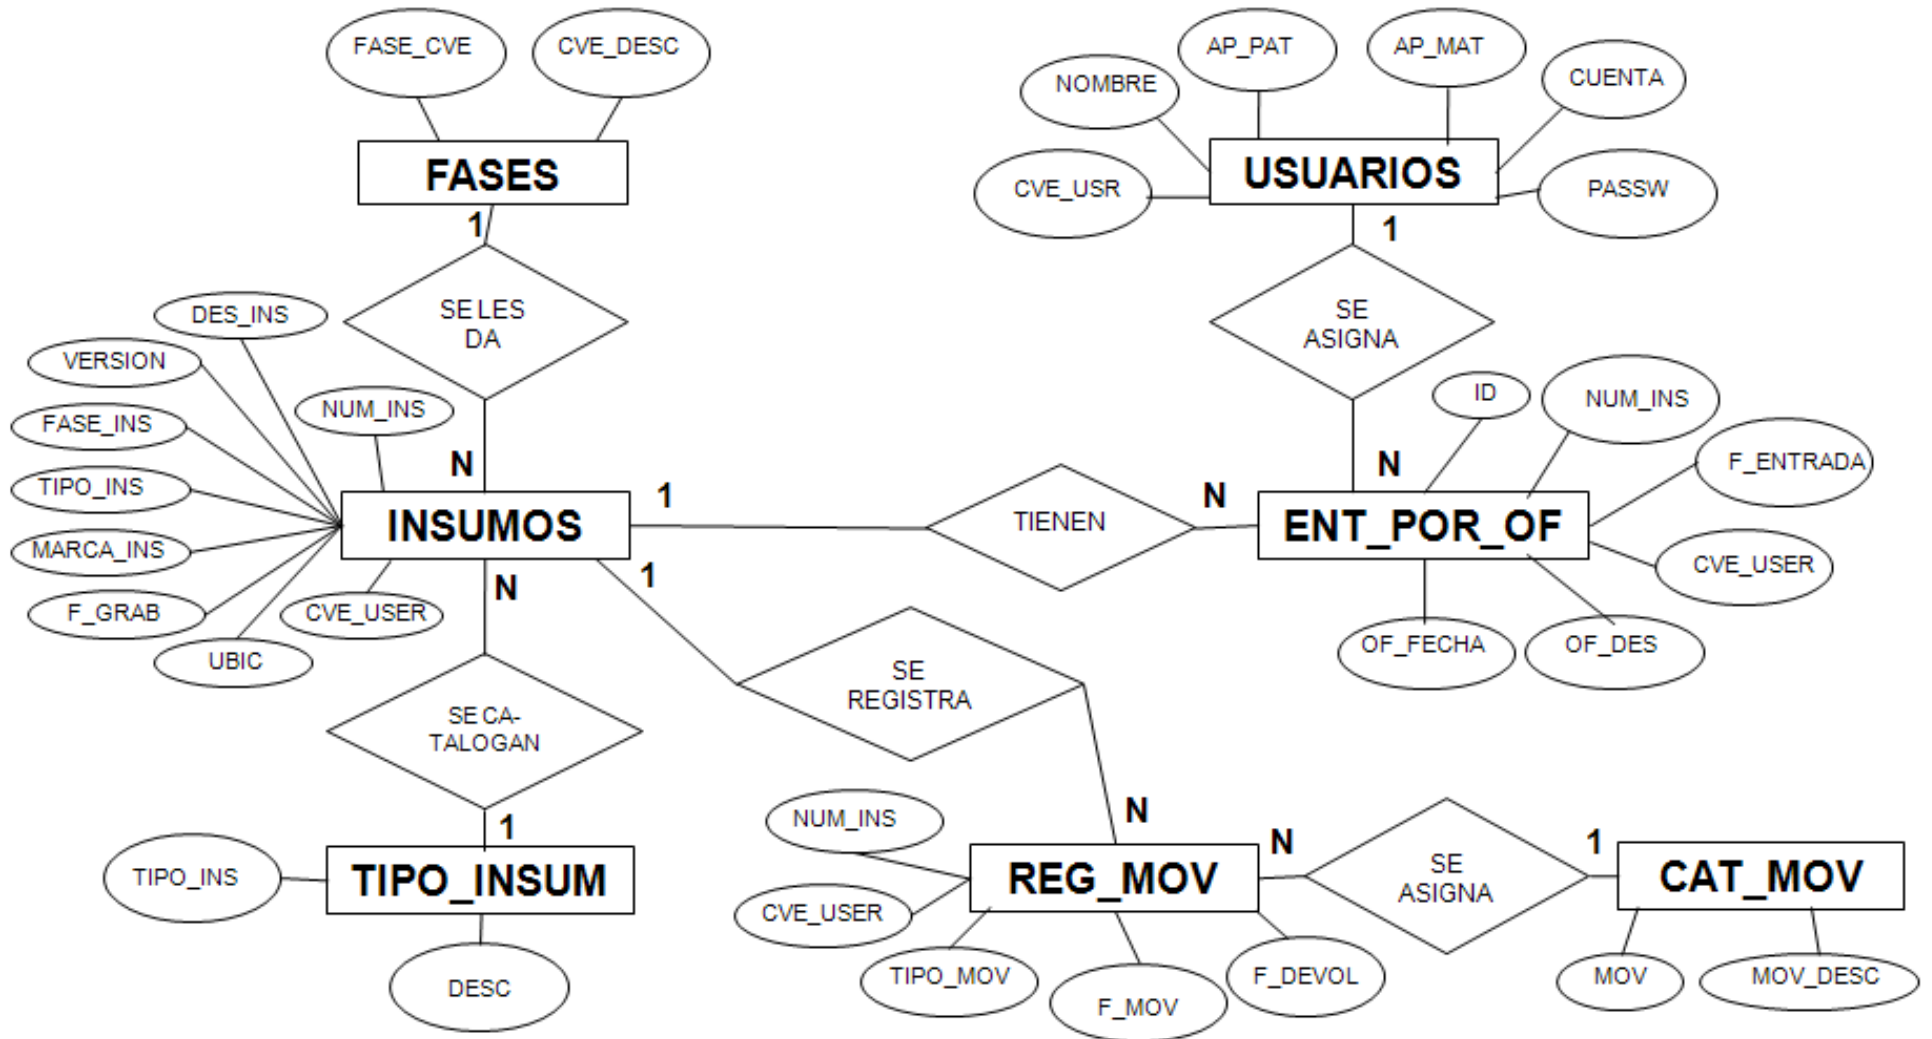 FASE_CVE
CVE_DESC
FASES
1
SE LES
DA
N
AP_PAT
AP_MAT
NOMBRE
CUENTA
CVE_USR
USUARIOS
PASSW
1
SE
ASIGNA
N
DES_INS
VERSION
FASE_INS
NUM_INS
TIPO_INS
MARCA_INS
F_GRAB
UBIC
CVE_USER
INSUMOS
1
TIENEN
N
ID
NUM_INS
F_ENTRADA
ENT_POR_OF
CVE_USER
OF_FECHA
OF_DES
N
SE CA-
TALOGAN
1
TIPO_INS
TIPO_INSUM
DESC
1
SE
REGISTRA
N
NUM_INS
CVE_USER
REG_MOV
TIPO_MOV
F_MOV
F_DEVOL
N
SE
ASIGNA
1
CAT_MOV
MOV
MOV_DESC